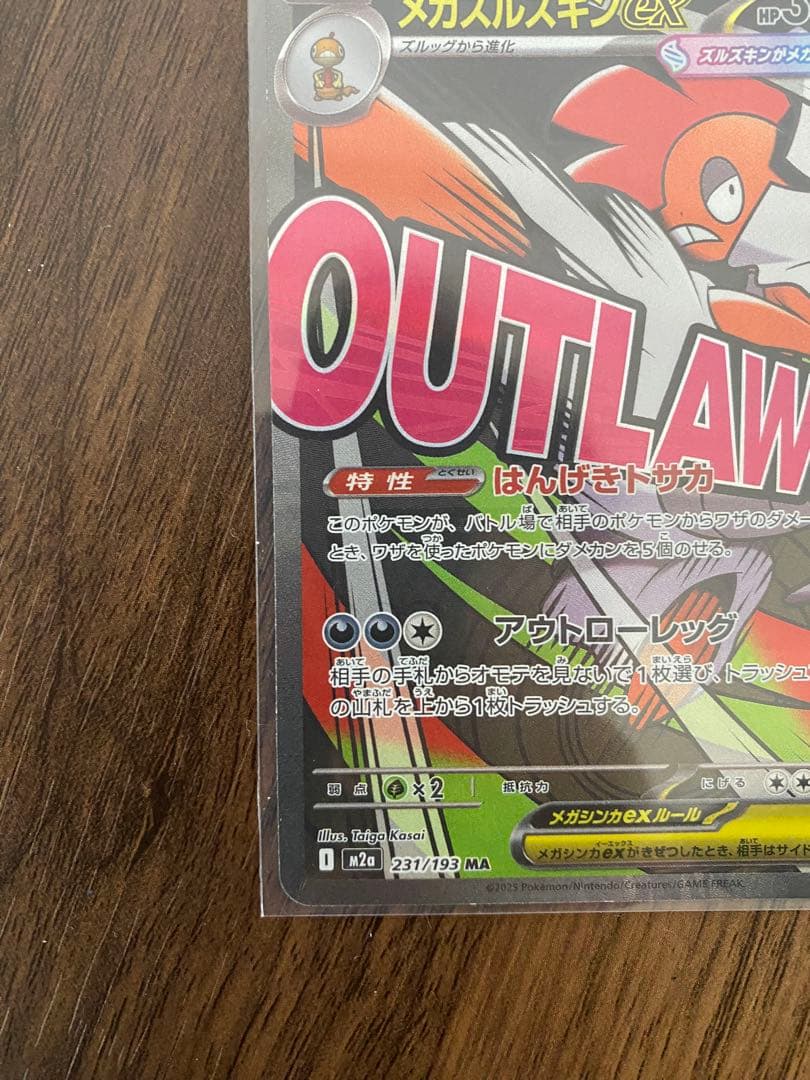 メガズルズキンex HP3
ズルッグから進化
ズルズキンがメガ
OUTLAW
特性 とくせい はんげきトサカ
このポケモンが、バトル場で相手のポケモンからワザのダメー
とき、ワザを使ったポケモンにダメカンを5個のせる。
アウトローレッグ
相手の手札からオモテを見ないで1枚選び、トラッシュ
の山札を上から1枚トラッシュする。
弱点 ×2 抵抗力 にげる
Illus. Taiga Kasai
メガシンカexルール
メガシンカexがきぜつしたとき、相手はサイド
I M2a 231/193 MA
©2025 Pokémon/Nintendo/Creatures/GAME FREAK.